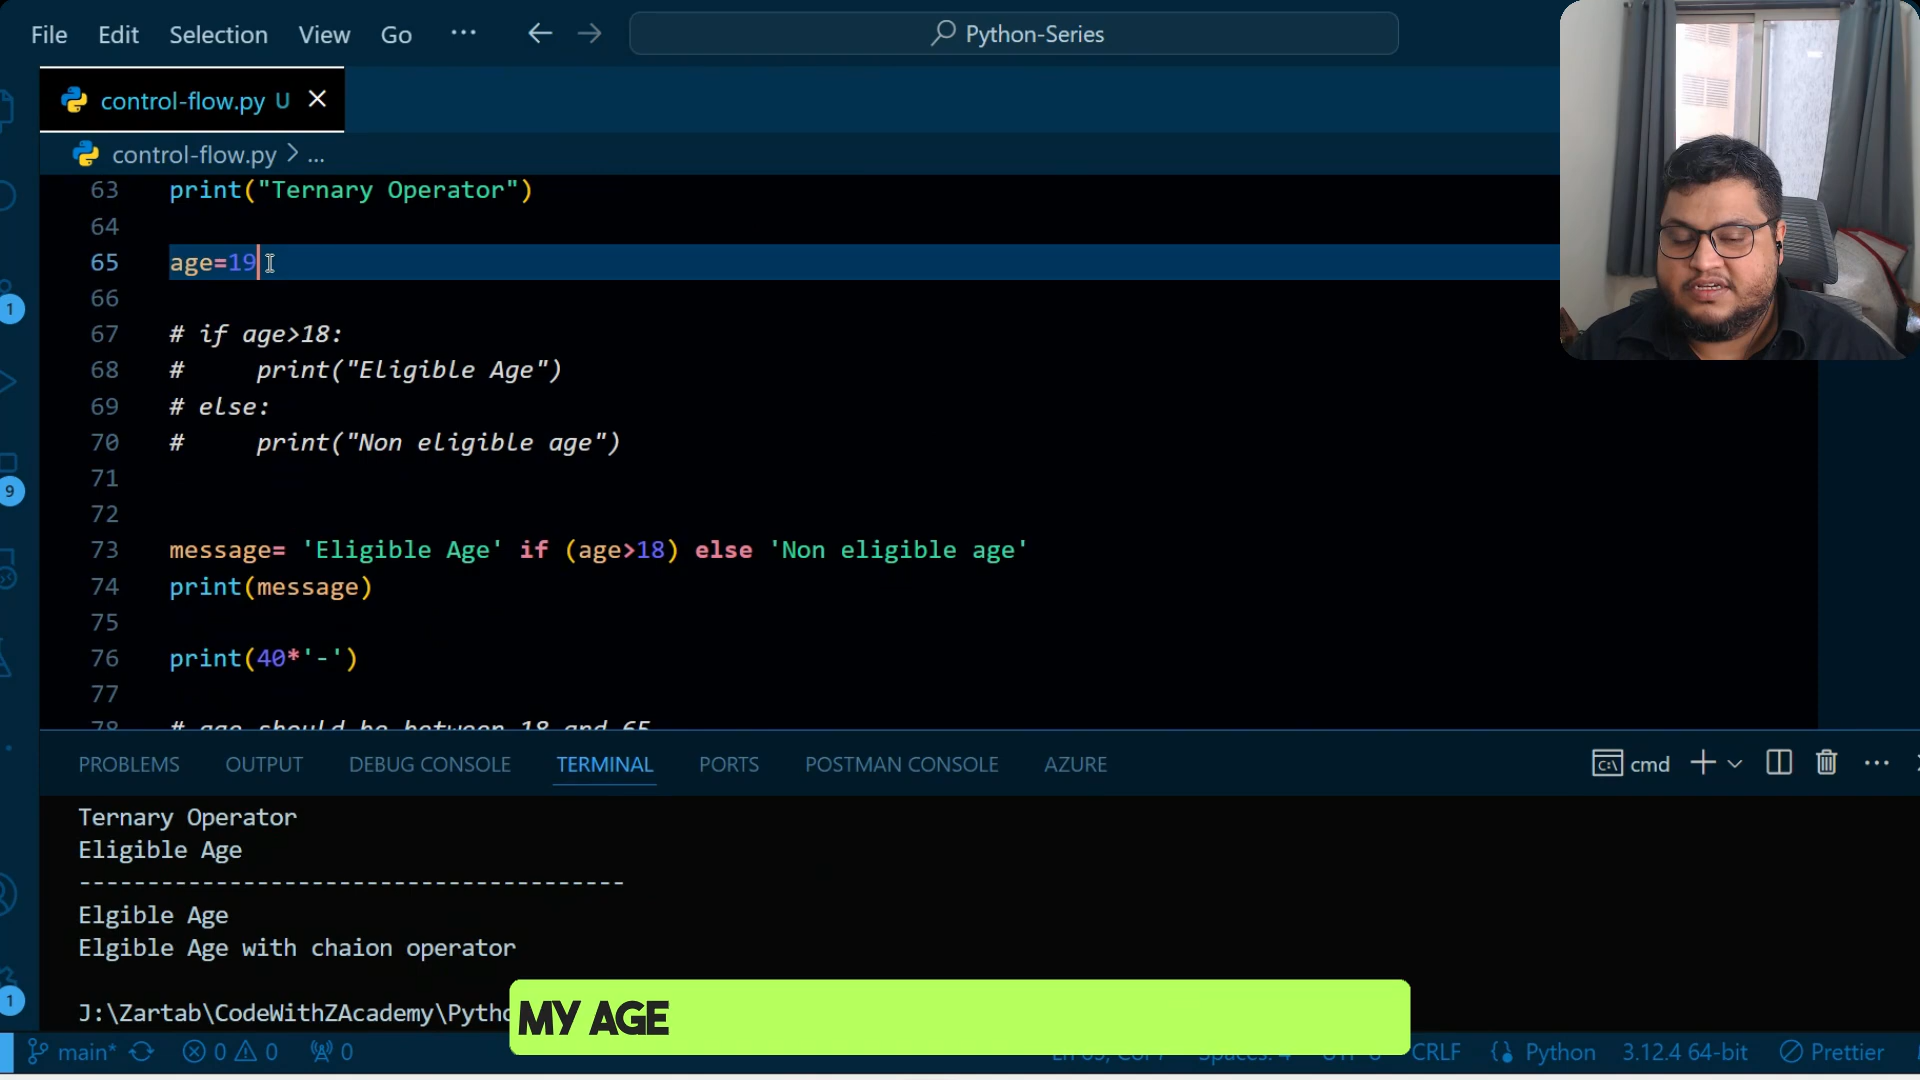 File Edit Selection View Go ··· Python-Series
control-flow.py U
control-flow.py > ...
63 print("Ternary Operator")
64
65 age=19
66
67 # if age>18:
68 #     print("Eligible Age")
69 # else:
70 #     print("Non eligible age")
71
72
73 message= 'Eligible Age' if (age>18) else 'Non eligible age'
74 print(message)
75
76 print(40*'-')
77
78 # age should be between 18 and 65
PROBLEMS OUTPUT DEBUG CONSOLE TERMINAL PORTS POSTMAN CONSOLE AZURE cmd
Ternary Operator
Eligible Age
----------------------------------------
Elgible Age
Elgible Age with chaion operator
J:\Zartab\CodeWithZAcademy\Pytho
MY AGE
main* 0 0 0 CRLF Python 3.12.4 64-bit Prettier
1
9
1